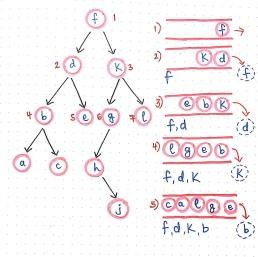 f 1
2 d k 3
4 b 5 e 6 g 7 l
a c h
j
1) f
2) k d f
f
3) e b k d
f, d
4) l g e b k
f, d, k
5) c a l g e b
f, d, k, b